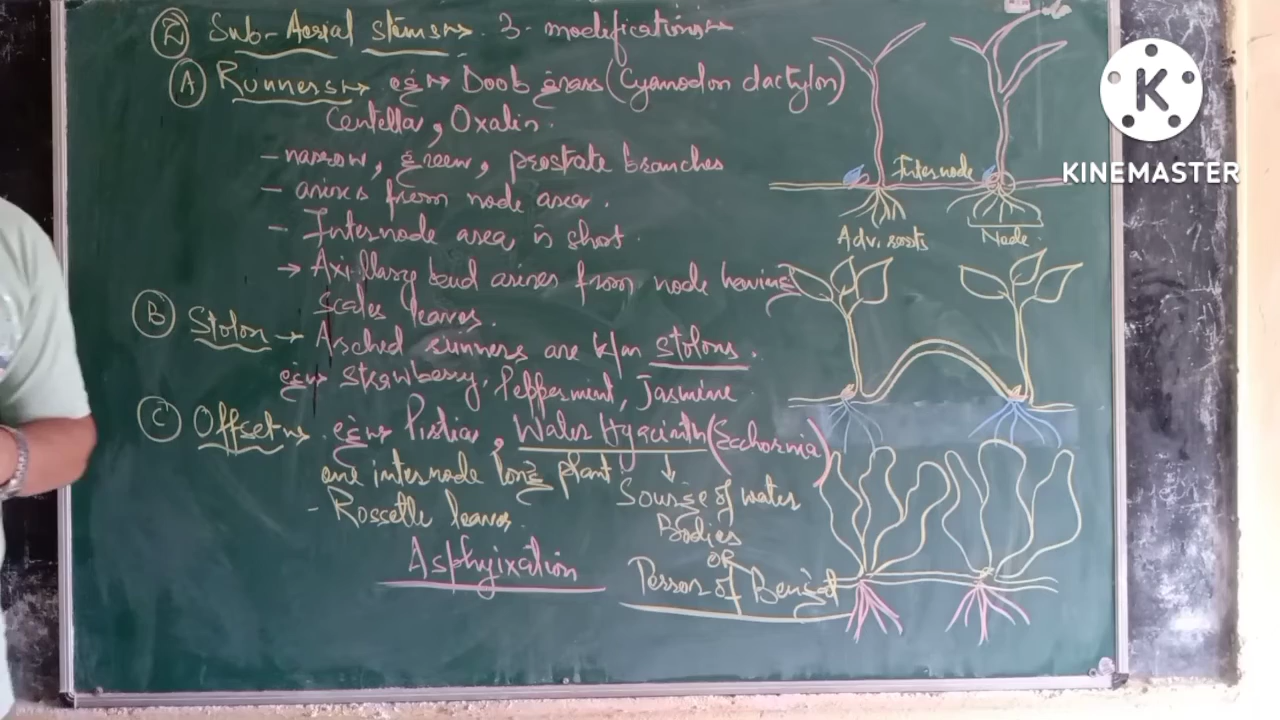 ② Sub-Aerial stems → 3- modifications →
Ⓐ Runners → eg → Doob grass (Cyanodon dactylon)
Centella, Oxalis.
- narrow, green, prostate branches
- arises from node area.
- Internode area is short.
→ Axillary bud arises from node having
scales leaves.
Ⓑ Stolon → Arched runners are k/as stolons.
eg → Strawberry, Peppermint, Jasmine
Ⓒ Offset → eg → Pistia, Water Hyacinth (Ecchornia)
one internode long plant
- Rossette leaves.
↓
Sourse of water
Bodies
OR
Terror of Bengal
Asphyixation
Internode
Adv. roots
Node
K
KINEMASTER